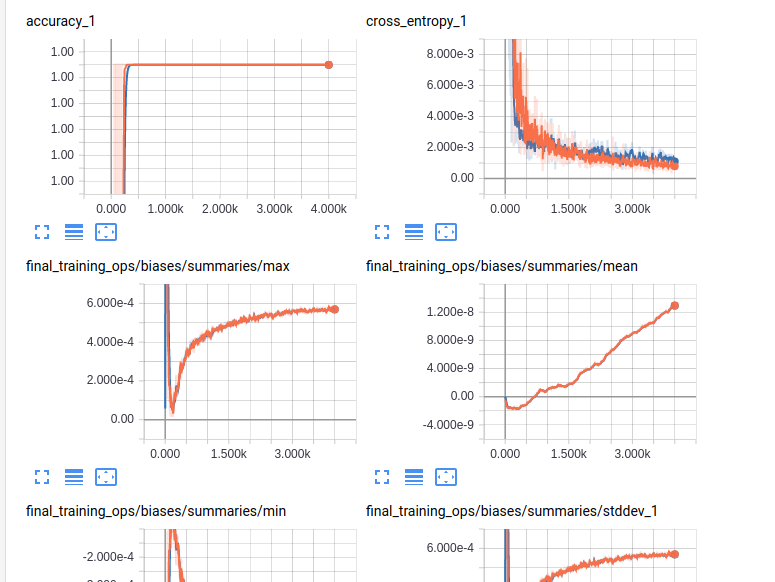 accuracy_1
1.00
1.00
1.00
1.00
1.00
1.00
0.000 1.000k 2.000k 3.000k 4.000k
cross_entropy_1
8.000e-3
6.000e-3
4.000e-3
2.000e-3
0.00
0.000 1.500k 3.000k
final_training_ops/biases/summaries/max
6.000e-4
4.000e-4
2.000e-4
0.00
0.000 1.500k 3.000k
final_training_ops/biases/summaries/mean
1.200e-8
8.000e-9
4.000e-9
0.00
-4.000e-9
0.000 1.500k 3.000k
final_training_ops/biases/summaries/min
-2.000e-4
final_training_ops/biases/summaries/stddev_1
6.000e-4